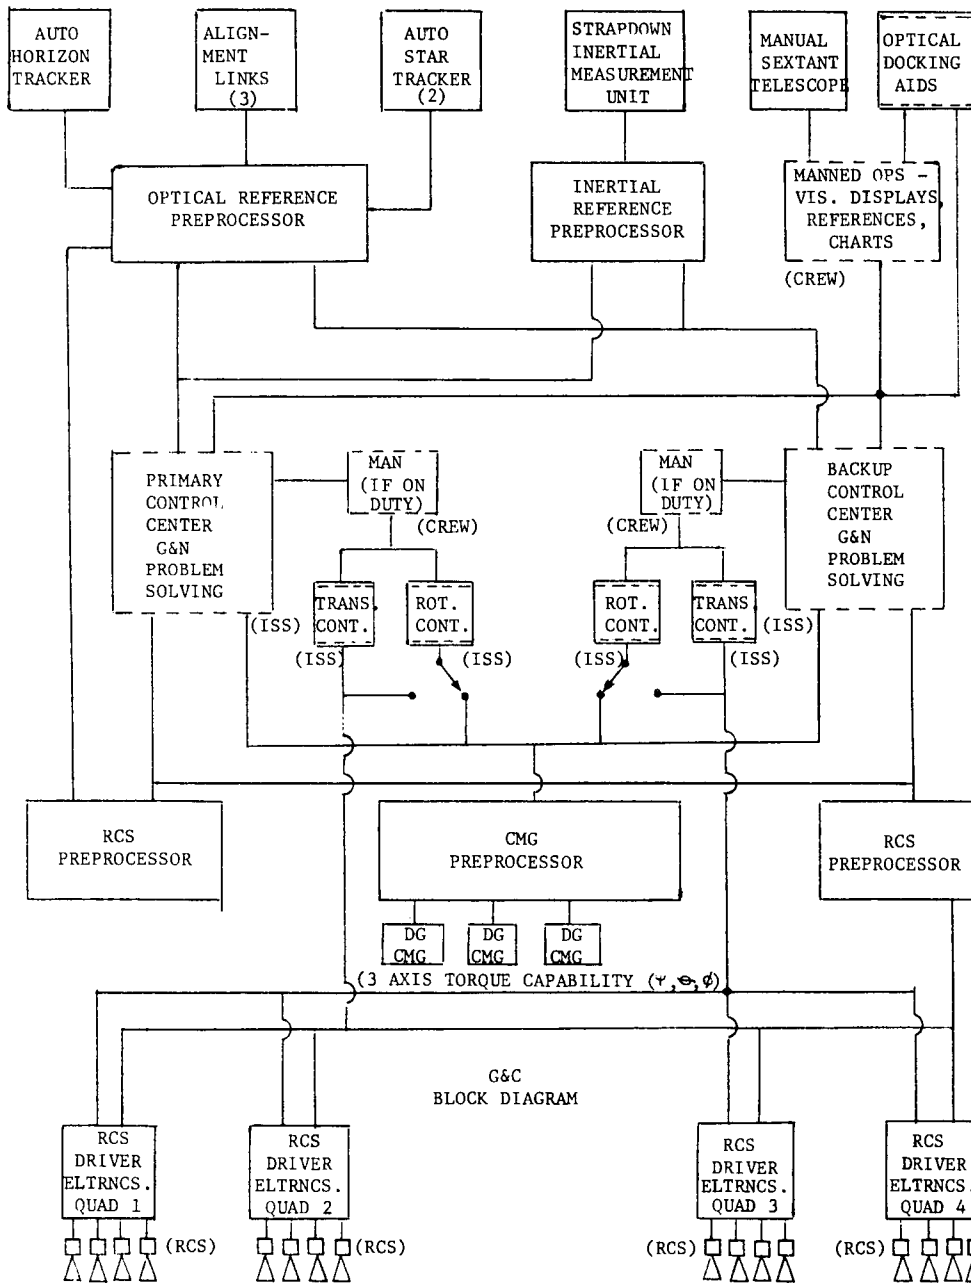 AUTO
HORIZON
TRACKER
ALIGN-
MENT
LINKS
(3)
AUTO
STAR
TRACKER
(2)
STRAPDOWN
INERTIAL
MEASUREMENT
UNIT
MANUAL
SEXTANT
TELESCOPE
OPTICAL
DOCKING
AIDS
OPTICAL REFERENCE
PREPROCESSOR
INERTIAL
REFERENCE
PREPROCESSOR
MANNED OPS -
VIS. DISPLAYS,
REFERENCES,
CHARTS
(CREW)
PRIMARY
CONTROL
CENTER
G&N
PROBLEM
SOLVING
(ISS)
MAN
(IF ON
DUTY)
(CREW)
TRANS.
CONT.
(ISS)
ROT.
CONT.
(ISS)
MAN
(IF ON
DUTY)
(CREW)
ROT.
CONT.
(ISS)
TRANS.
CONT.
(ISS)
BACKUP
CONTROL
CENTER
G&N
PROBLEM
SOLVING
RCS
PREPROCESSOR
CMG
PREPROCESSOR
RCS
PREPROCESSOR
DG
CMG
DG
CMG
DG
CMG
(3 AXIS TORQUE CAPABILITY (Ψ,Θ,φ)
G&C
BLOCK DIAGRAM
RCS
DRIVER
ELTRNCS.
QUAD 1
(RCS)
RCS
DRIVER
ELTRNCS.
QUAD 2
(RCS)
RCS
DRIVER
ELTRNCS.
QUAD 3
(RCS)
RCS
DRIVER
ELTRNCS.
QUAD 4
(RCS)